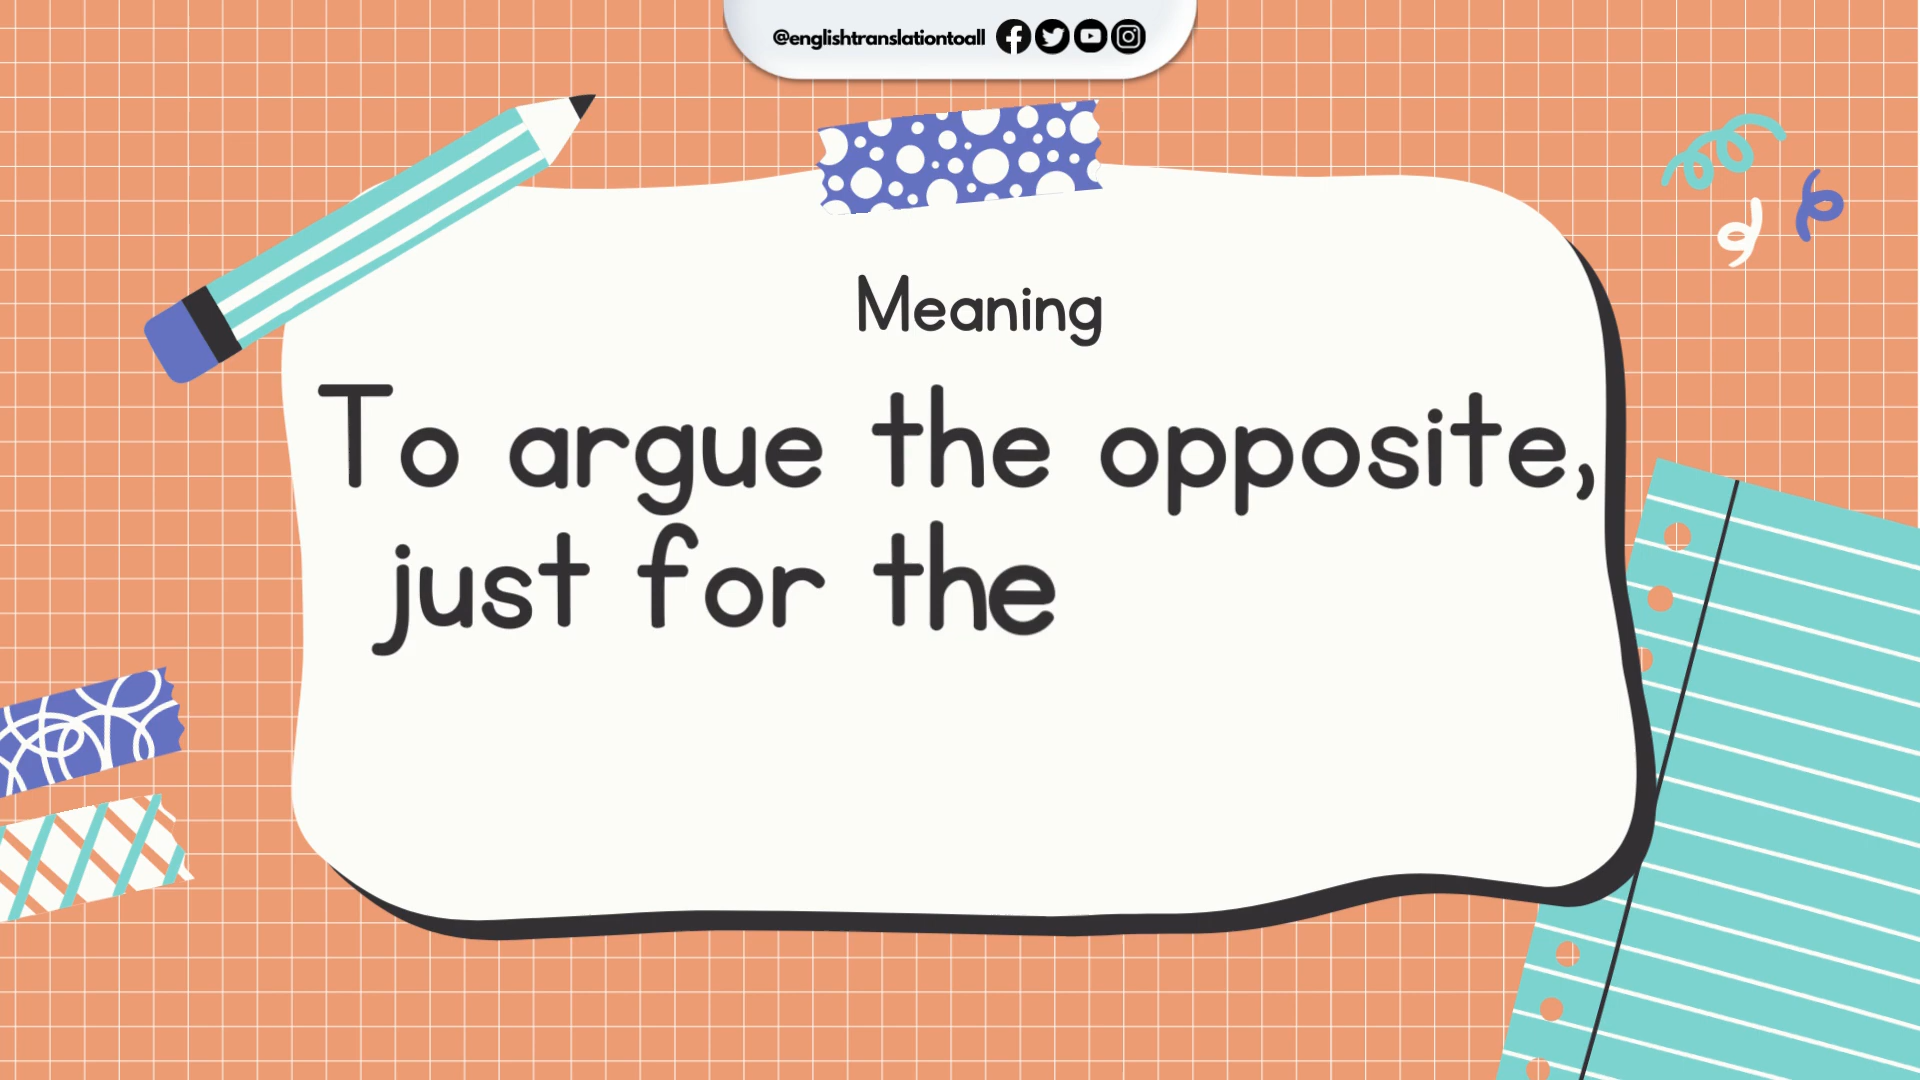 @englishtranslationtoall
Meaning
To argue the opposite,
just for the